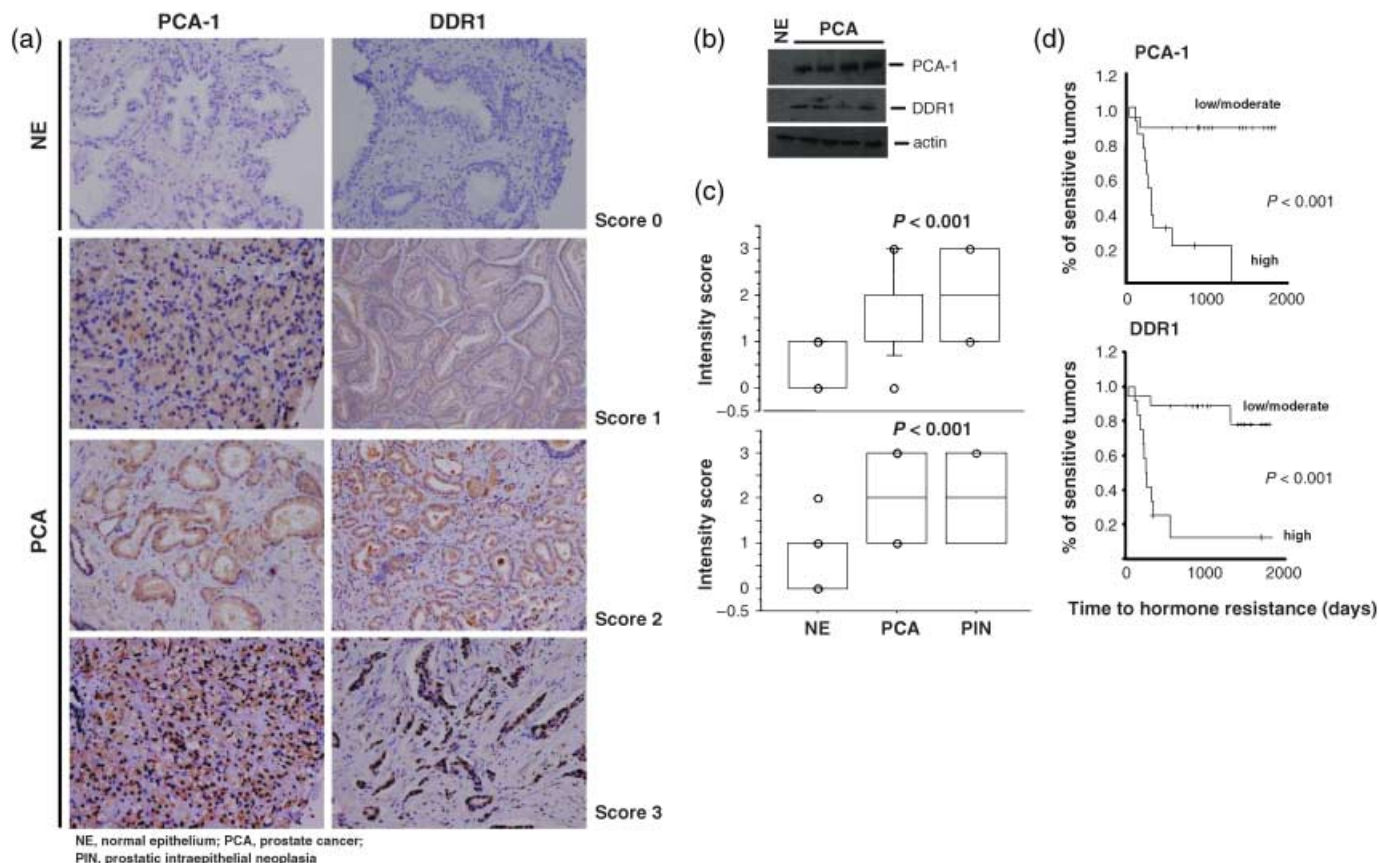 (a)
PCA-1 DDR1
NE
Score 0
PCA
Score 1
Score 2
Score 3
NE, normal epithelium; PCA, prostate cancer;
PIN, prostatic intraepithelial neoplasia
(b)
NE PCA
PCA-1
DDR1
actin
(c)
P < 0.001
Intensity score
3
2
1
0
−0.5
P < 0.001
Intensity score
3
2
1
0
−0.5
NE PCA PIN
(d)
PCA-1
% of sensitive tumors
1.2
1.0
0.8
0.6
0.4
0.2
low/moderate
P < 0.001
high
0 1000 2000
DDR1
% of sensitive tumors
1.2
1.0
0.8
0.6
0.4
0.2
low/moderate
P < 0.001
high
0 1000 2000
Time to hormone resistance (days)